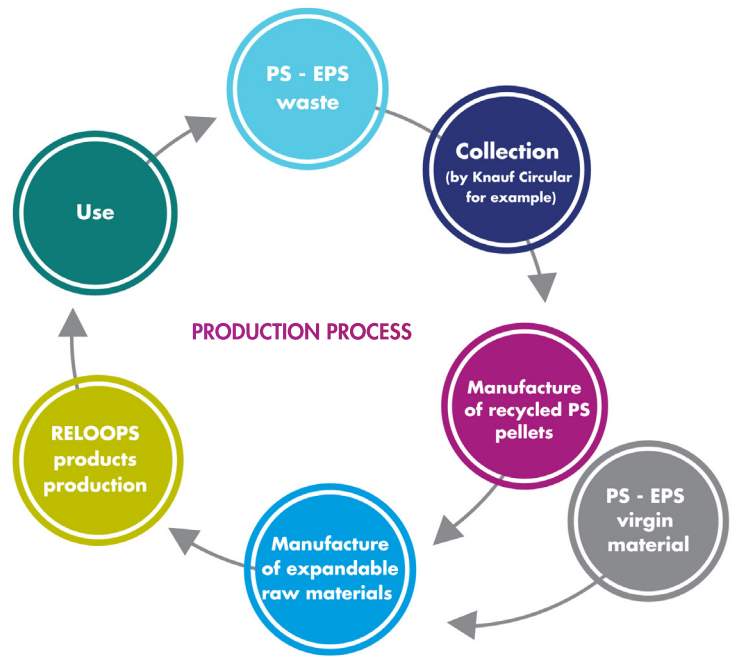 PS - EPS
waste
Collection
(by Knauf Circular
for example)
Use
PRODUCTION PROCESS
Manufacture
of recycled PS
pellets
RELOOPS
products
production
PS - EPS
virgin
material
Manufacture
of expandable
raw materials